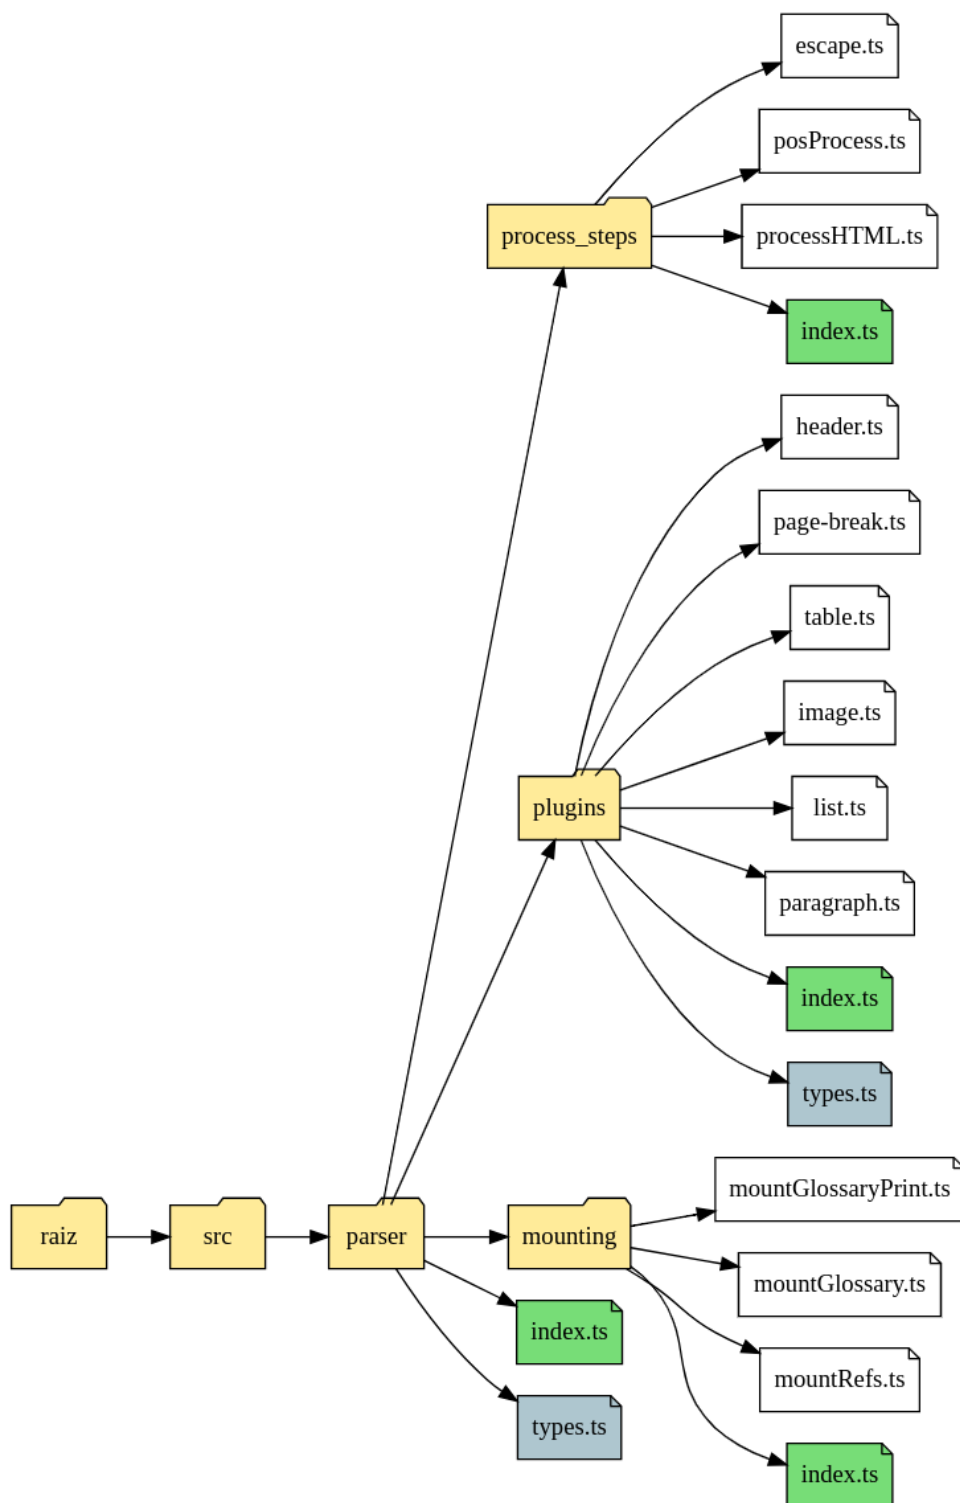 escape.ts
posProcess.ts
process_steps
processHTML.ts
index.ts
header.ts
page-break.ts
table.ts
image.ts
plugins
list.ts
paragraph.ts
index.ts
types.ts
mountGlossaryPrint.ts
raiz
src
parser
mounting
mountGlossary.ts
index.ts
mountRefs.ts
types.ts
index.ts